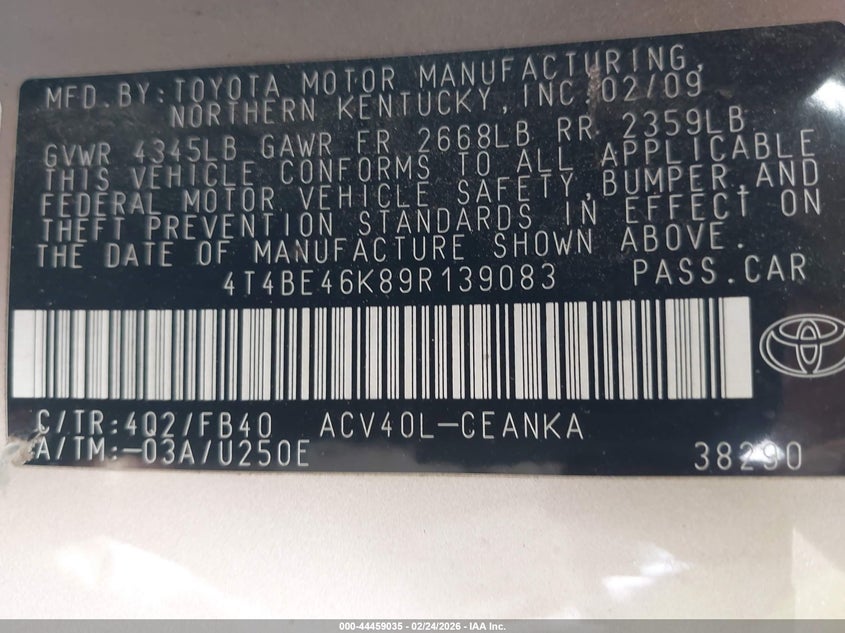 MFD.BY:TOYOTA MOTOR MANUFACTURING,
NORTHERN KENTUCKY,INC.02/09
GVWR 4345LB GAWR FR 2668LB RR 2359LB
THIS VEHICLE CONFORMS TO ALL APPLICABLE
FEDERAL MOTOR VEHICLE SAFETY,BUMPER,AND
THEFT PREVENTION STANDARDS IN EFFECT ON
THE DATE OF MANUFACTURE SHOWN ABOVE.
4T4BE46K89R139083 PASS.CAR
C/TR:4Q2/FB40 ACV40L-CEANKA
A/TM:-03A/U250E 38290
000-44459035 - 02/24/2026 - IAA Inc.